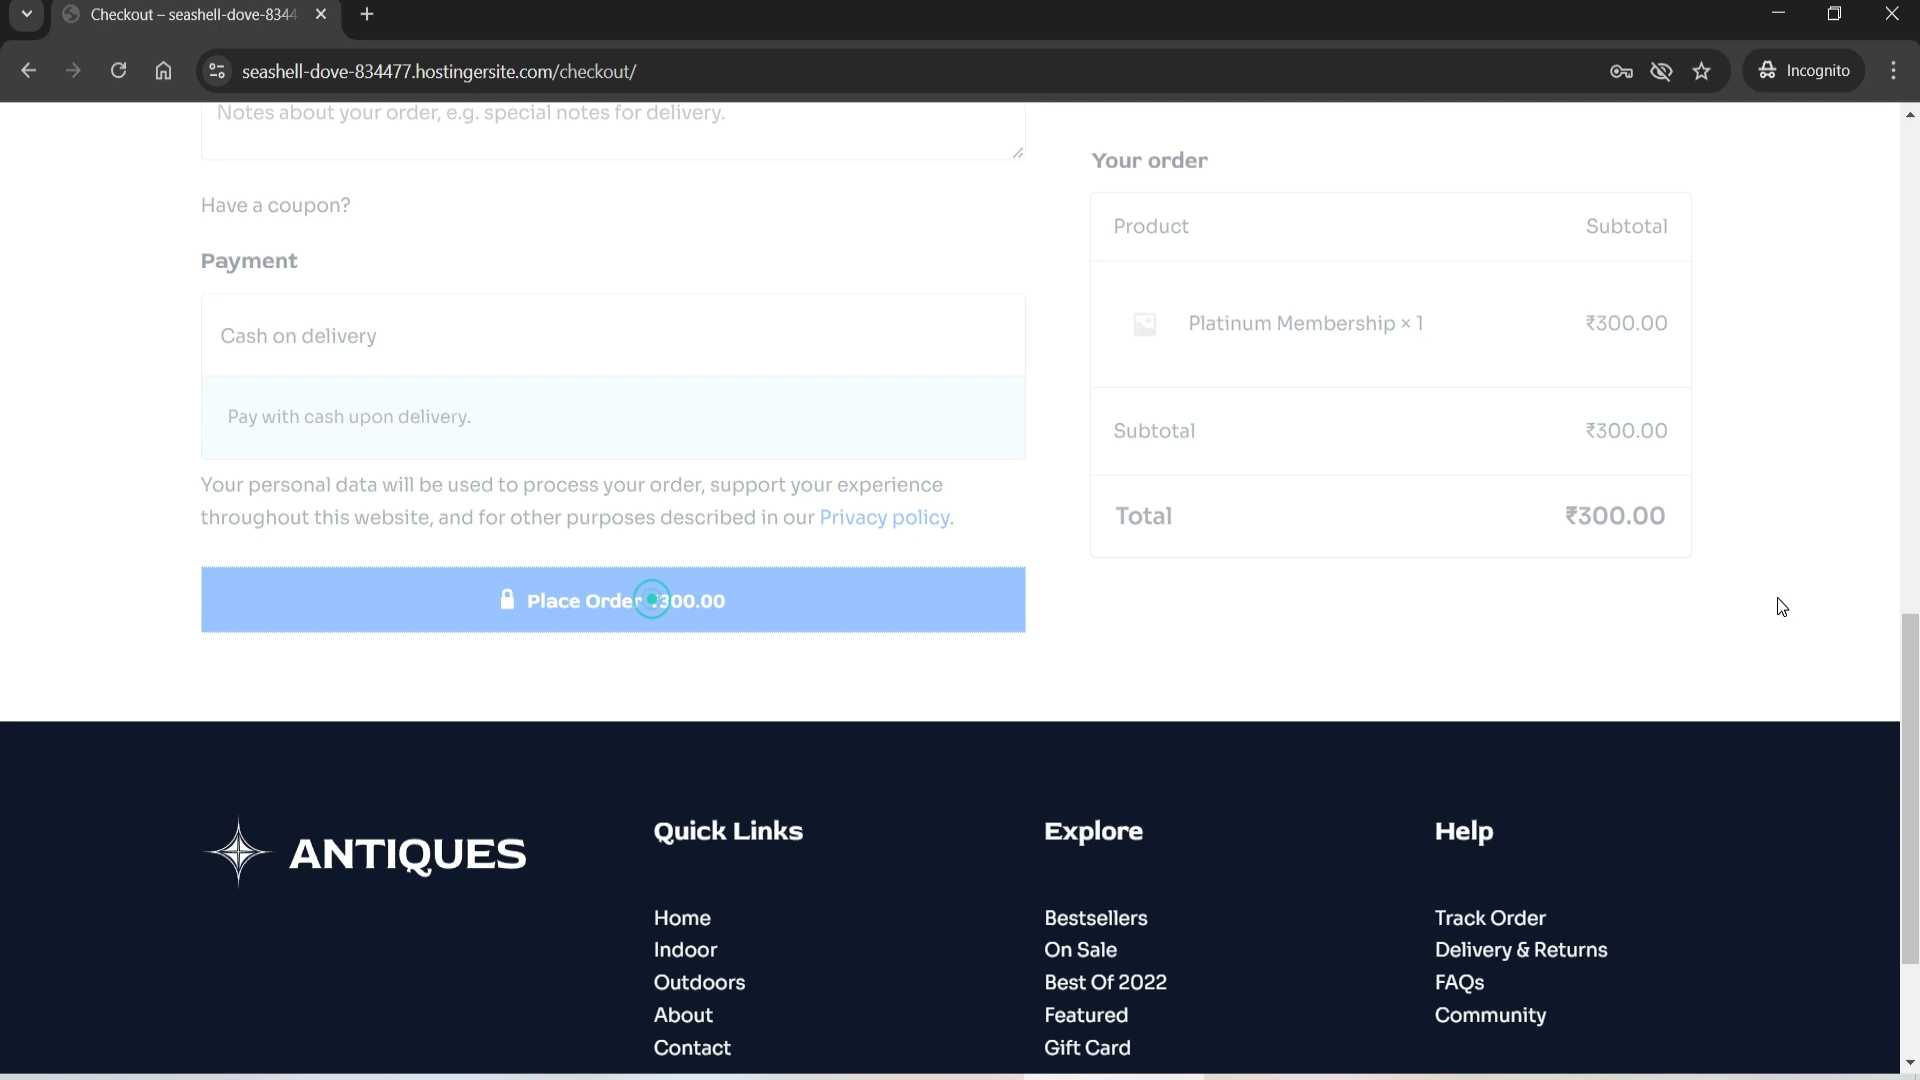 Checkout – seashell-dove-8344
seashell-dove-834477.hostingersite.com/checkout/
Incognito
Notes about your order, e.g. special notes for delivery.
Have a coupon?
Payment
Cash on delivery
Pay with cash upon delivery.
Your personal data will be used to process your order, support your experience
throughout this website, and for other purposes described in our Privacy policy.
Place Order ₹300.00
Your order
Product Subtotal
Platinum Membership × 1 ₹300.00
Subtotal ₹300.00
Total ₹300.00
ANTIQUES
Quick Links
Home
Indoor
Outdoors
About
Contact
Explore
Bestsellers
On Sale
Best Of 2022
Featured
Gift Card
Help
Track Order
Delivery & Returns
FAQs
Community